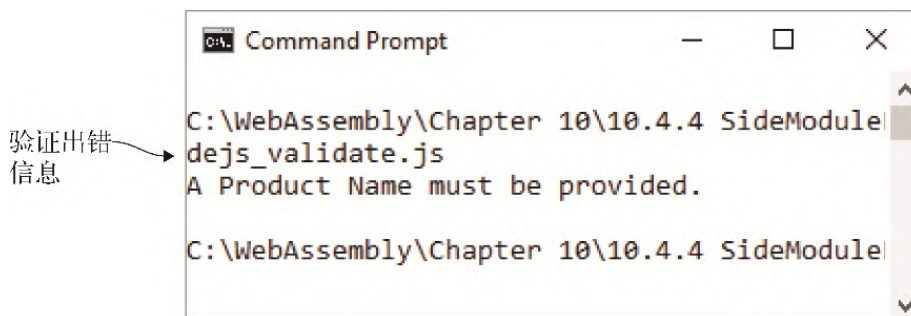 Command Prompt
C:\WebAssembly\Chapter 10\10.4.4 SideModule
验证出错
信息
dejs_validate.js
A Product Name must be provided.
C:\WebAssembly\Chapter 10\10.4.4 SideModule